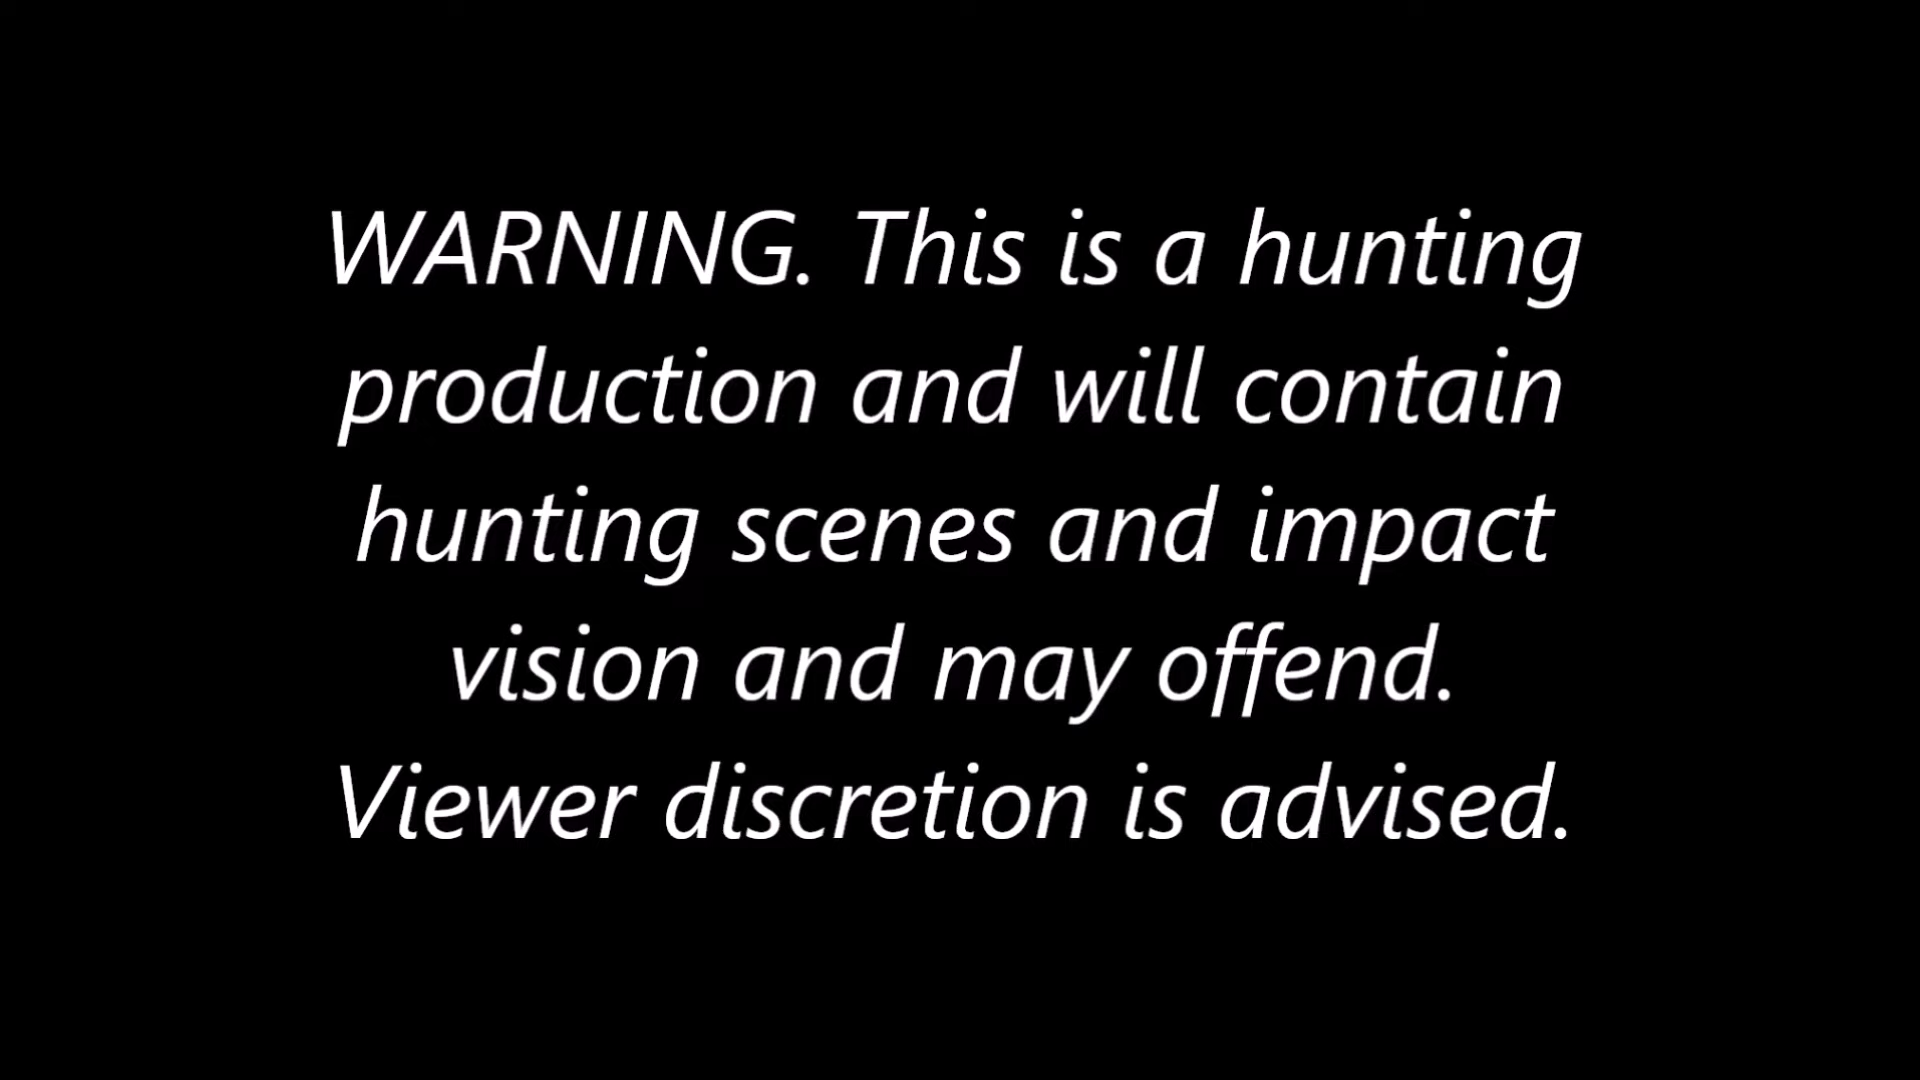 WARNING. This is a hunting
production and will contain
hunting scenes and impact
vision and may offend.
Viewer discretion is advised.